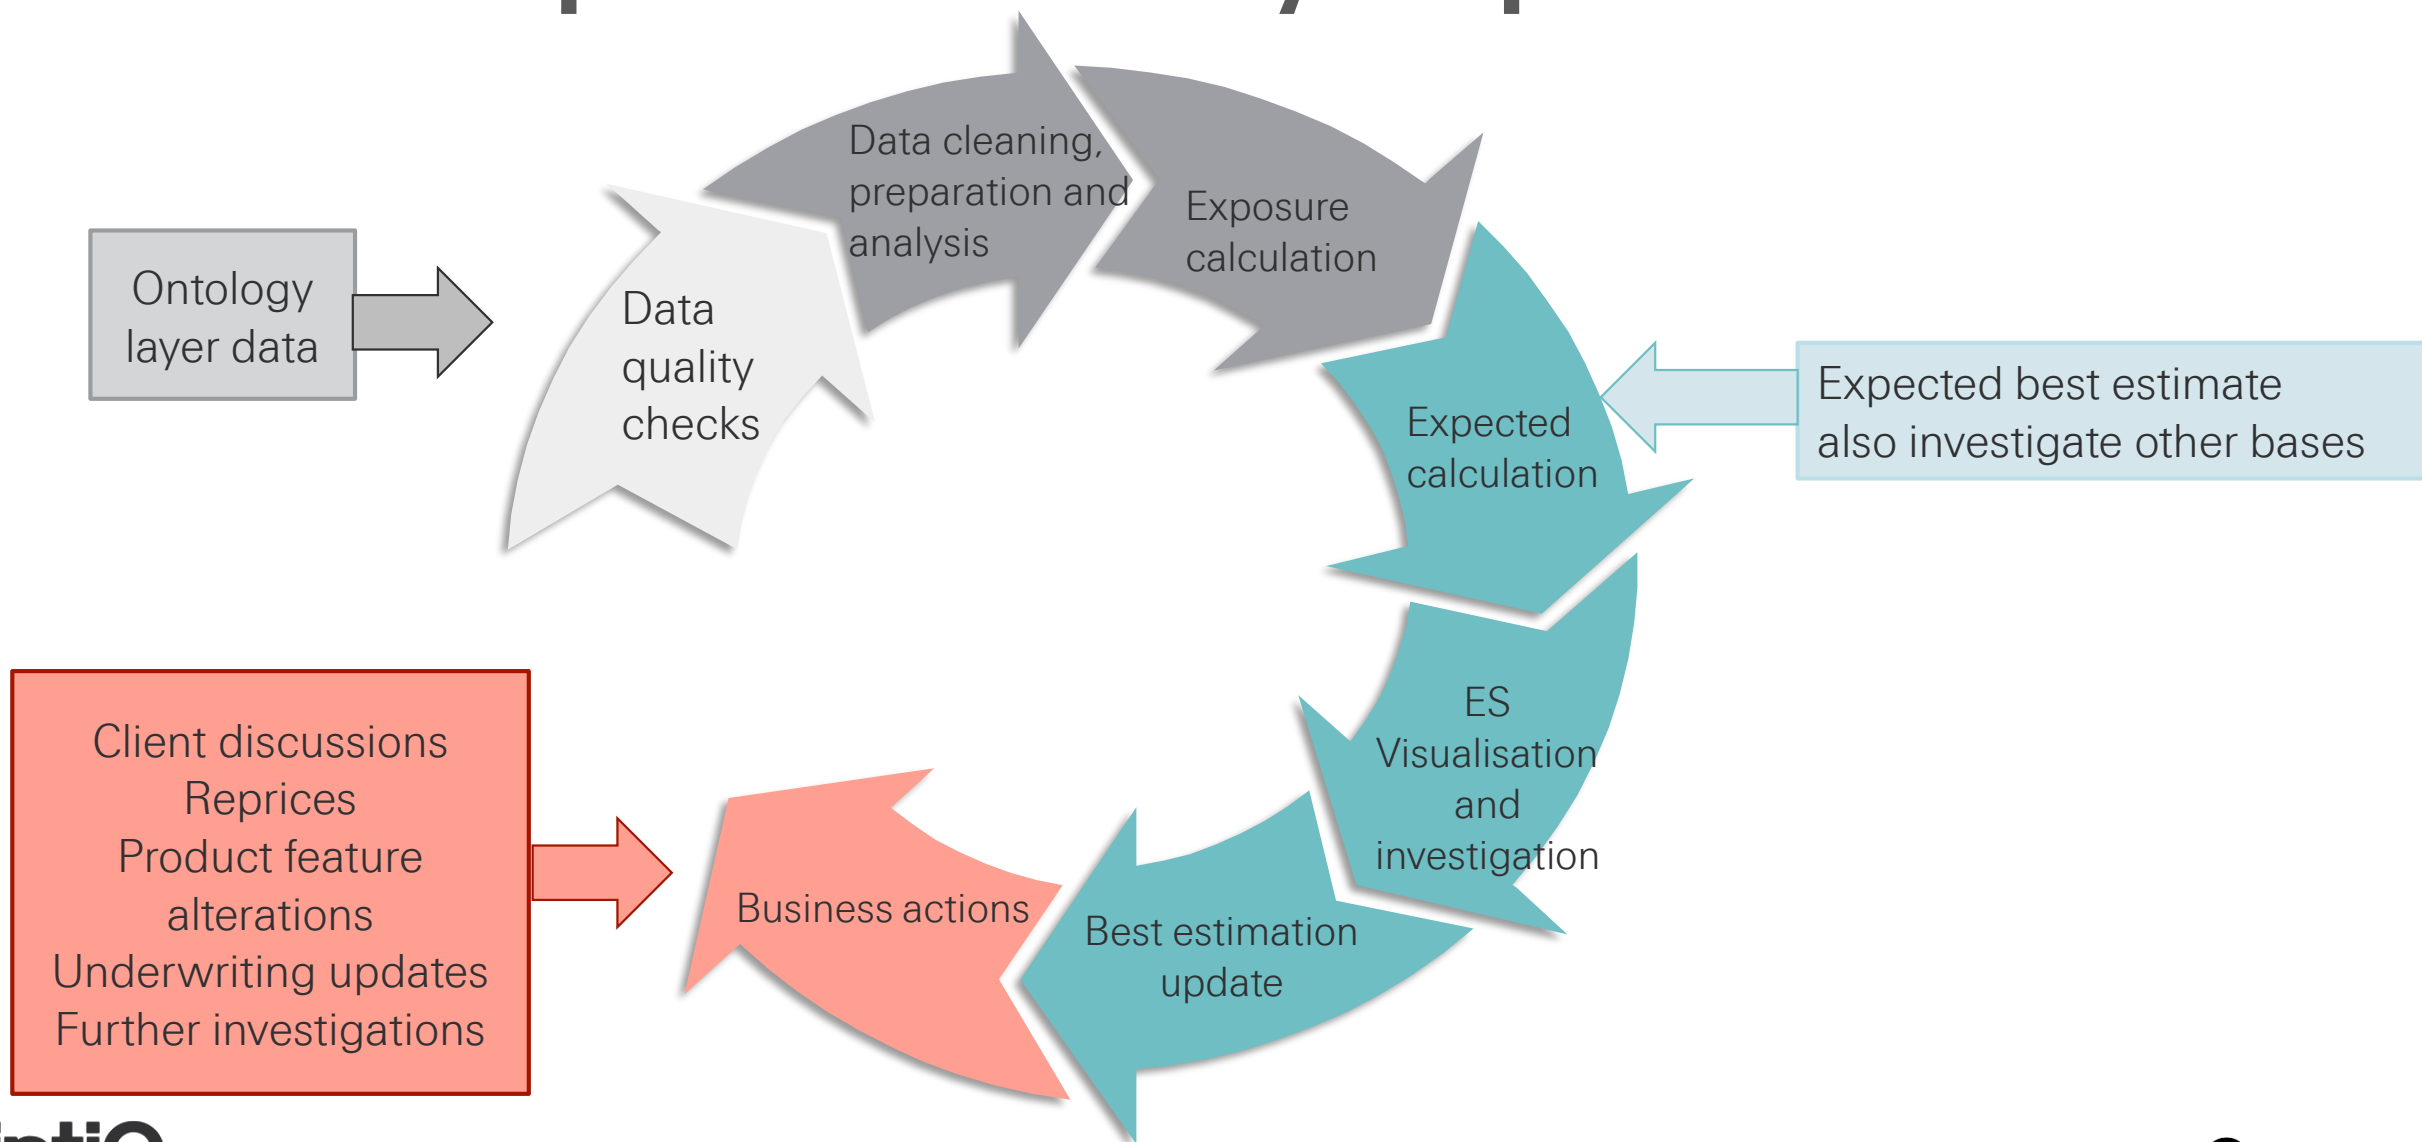 Data cleaning,
preparation and
analysis
Exposure
calculation
Ontology
layer data
Data
quality
checks
Expected
calculation
Expected best estimate
also investigate other bases
ES
Visualisation
and
investigation
Client discussions
Reprices
Product feature
alterations
Underwriting updates
Further investigations
Business actions
Best estimation
update